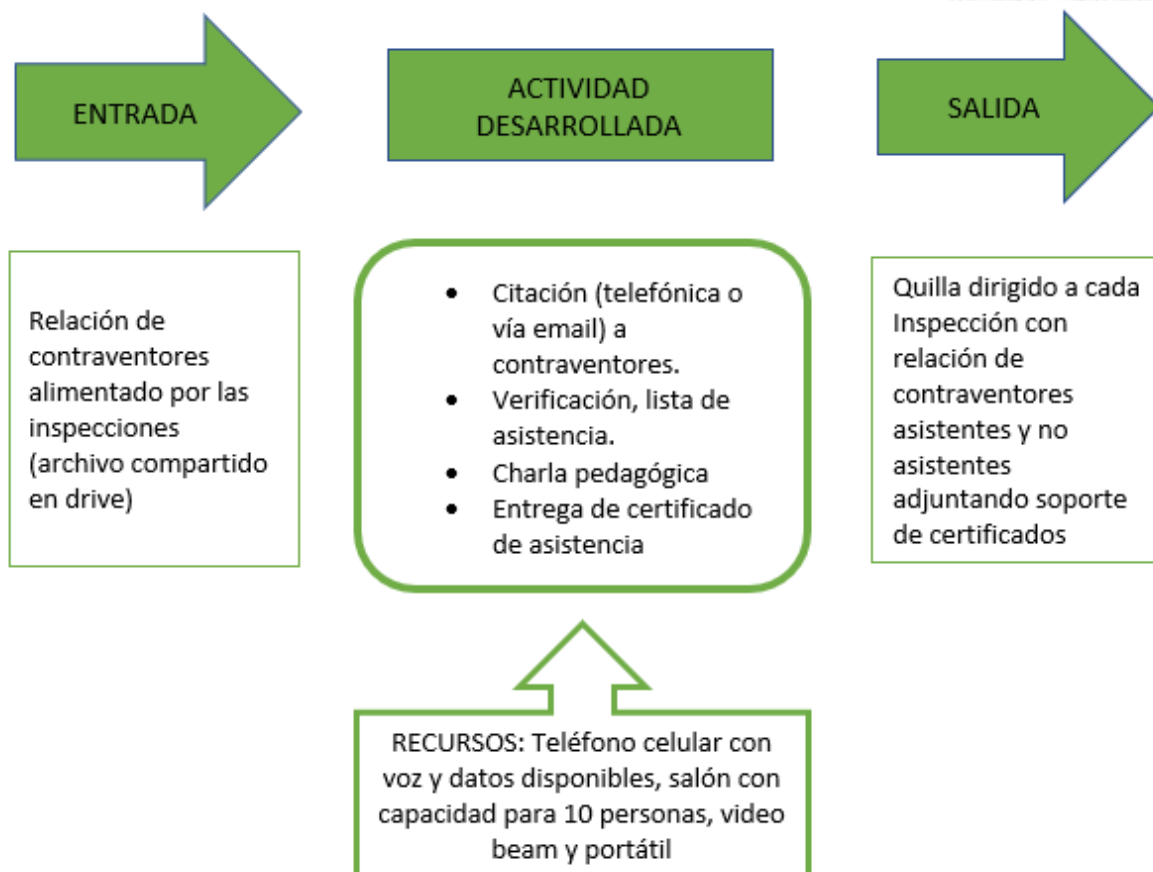 ENTRADA
ACTIVIDAD
DESARROLLADA
SALIDA
Relación de
contraventores
alimentado por las
inspecciones
(archivo compartido
en drive)
• Citación (telefónica o
vía email) a
contraventores.
• Verificación, lista de
asistencia.
• Charla pedagógica
• Entrega de certificado
de asistencia
Quilla dirigido a cada
Inspección con
relación de
contraventores
asistentes y no
asistentes
adjuntando soporte
de certificados
RECURSOS: Teléfono celular con
voz y datos disponibles, salón con
capacidad para 10 personas, video
beam y portátil